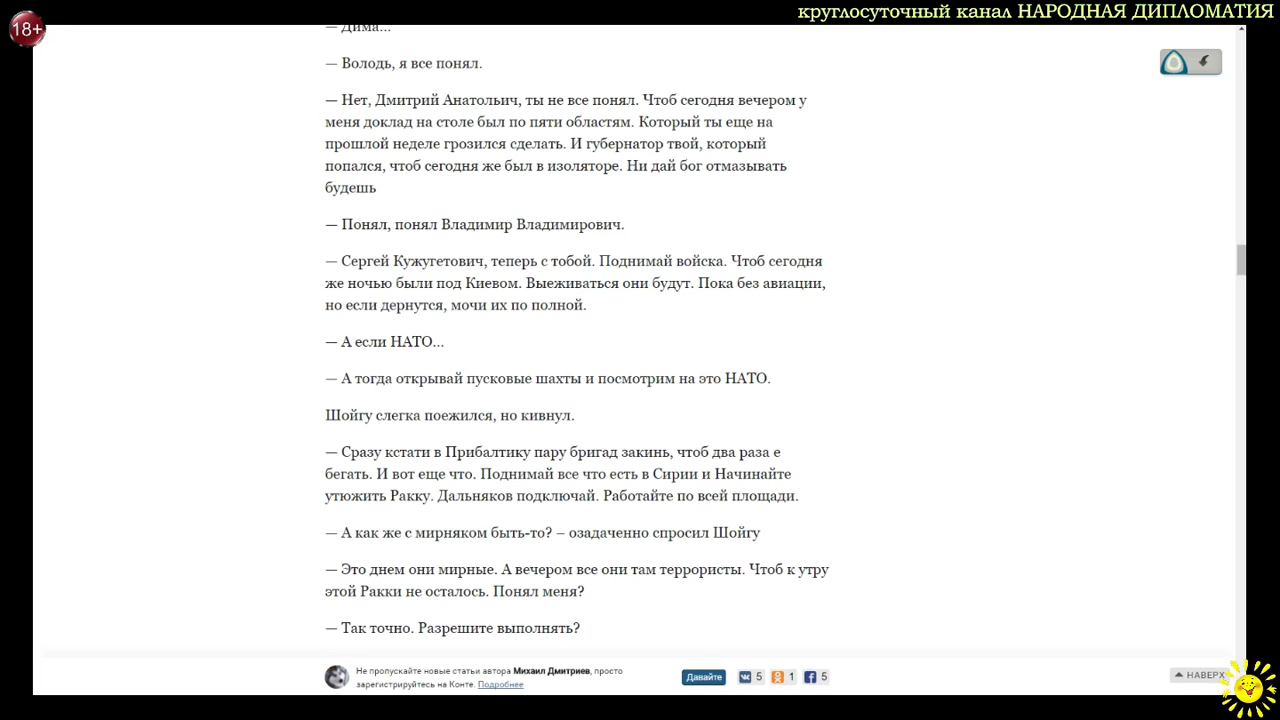 круглосуточный канал НАРОДНАЯ ДИПЛОМАТИЯ
18+
— Дима...
— Володь, я все понял.
— Нет, Дмитрий Анатольич, ты не все понял. Чтоб сегодня вечером у
меня доклад на столе был по пяти областям. Который ты еще на
прошлой неделе грозился сделать. И губернатор твой, который
попался, чтоб сегодня же был в изоляторе. Ни дай бог отмазывать
будешь
— Понял, понял Владимир Владимирович.
— Сергей Кужугетович, теперь с тобой. Поднимай войска. Чтоб сегодня
же ночью были под Киевом. Выеживаться они будут. Пока без авиации,
но если дернутся, мочи их по полной.
— А если НАТО...
— А тогда открывай пусковые шахты и посмотрим на это НАТО.
Шойгу слегка поежился, но кивнул.
— Сразу кстати в Прибалтику пару бригад закинь, чтоб два раза е
бегать. И вот еще что. Поднимай все что есть в Сирии и Начинайте
утюжить Ракку. Дальняков подключай. Работайте по всей площади.
— А как же с мирняком быть-то? – озадаченно спросил Шойгу
— Это днем они мирные. А вечером все они там террористы. Чтоб к утру
этой Ракки не осталось. Понял меня?
— Так точно. Разрешите выполнять?
Не пропускайте новые статьи автора Михаил Дмитриев, просто
зарегистрируйтесь на Конте. Подробнее
Давайте
5
1
5
НАВЕРХ